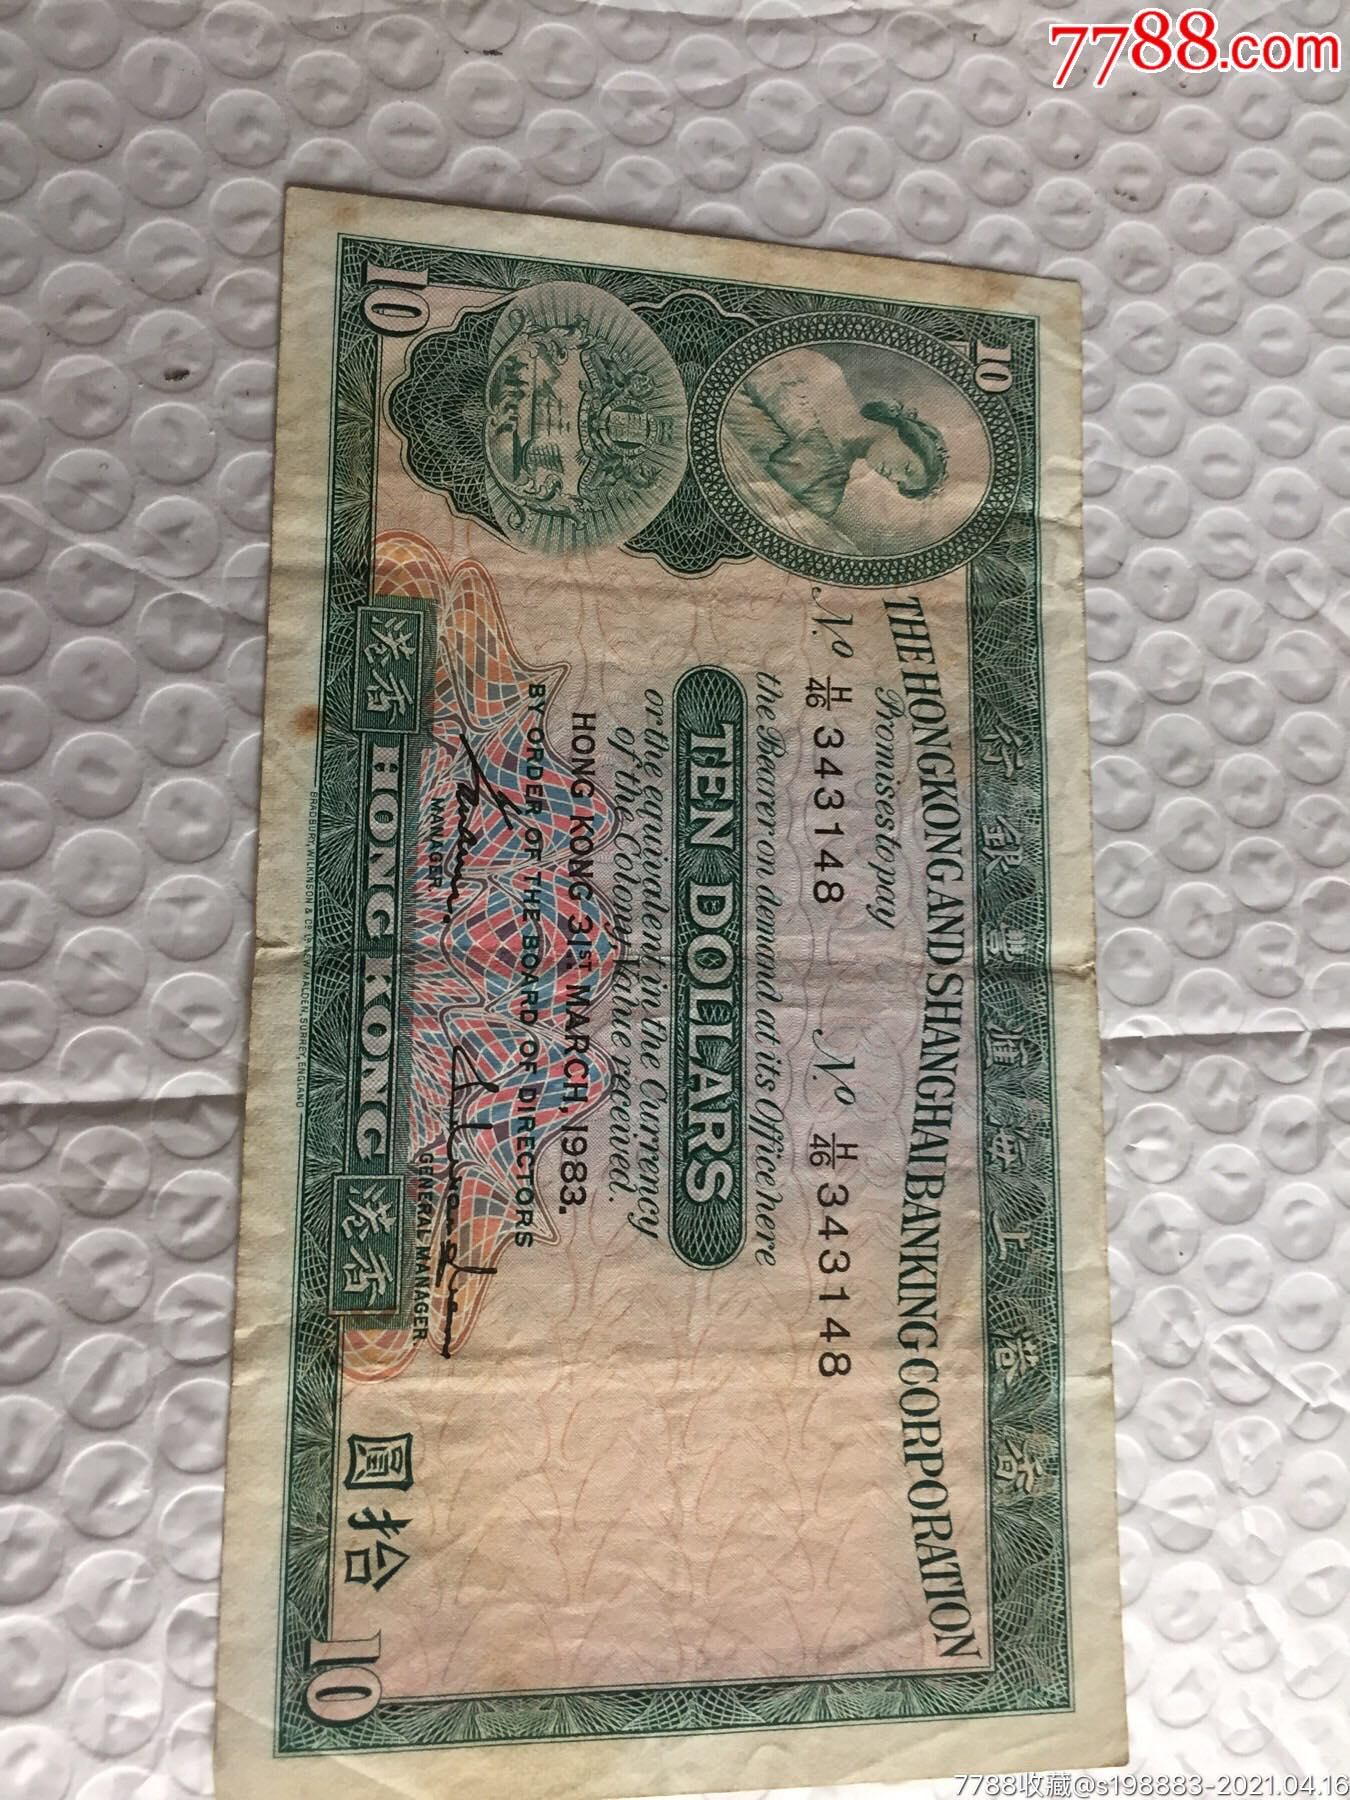 7788.com
行銀豐滙海上港香
THE HONGKONG AND SHANGHAI BANKING CORPORATION
10
Promises to pay
No H/46 343148 No H/46 343148
the Bearer on demand at its Office here
TEN DOLLARS
or the equivalent in the Currency
of the Colony Value received.
HONG KONG 31ST MARCH, 1983.
BY ORDER OF THE BOARD OF DIRECTORS
MANAGER.
GENERAL MANAGER.
圓拾
10
港香 HONG KONG 港香
10
BRADBURY, WILKINSON & Co. Ld. NEW MALDEN, SURREY, ENGLAND
7788收藏@s198883-2021.04.16